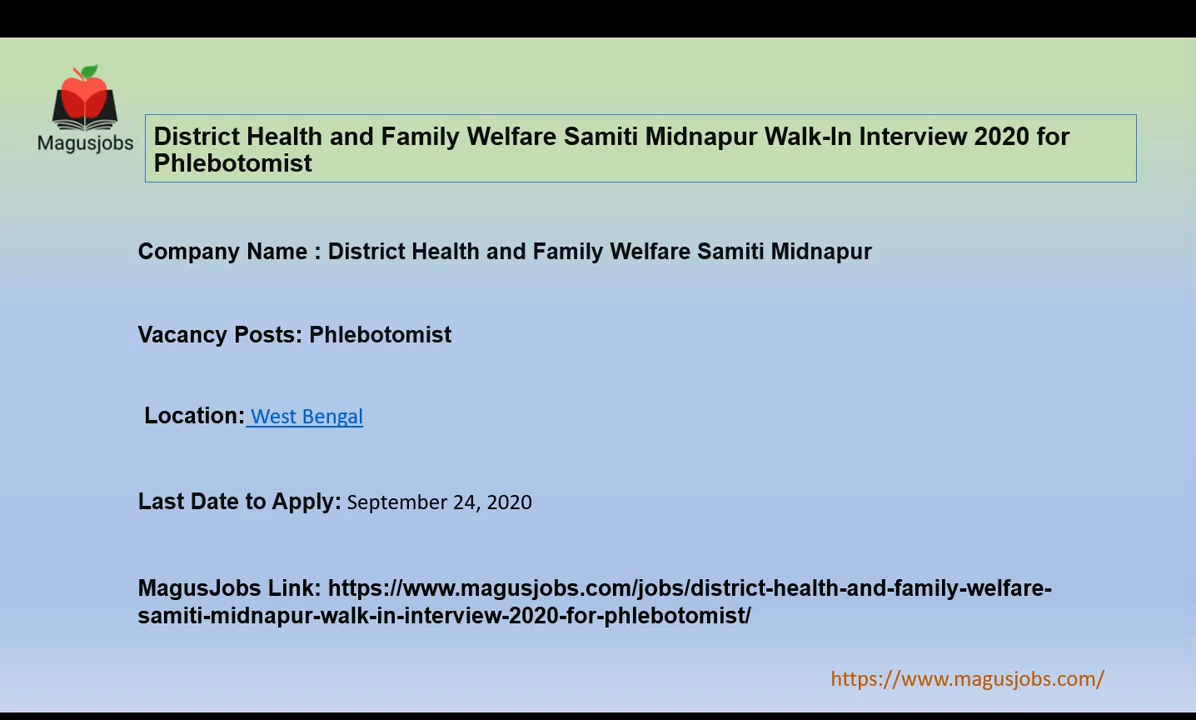 Magusjobs
District Health and Family Welfare Samiti Midnapur Walk-In Interview 2020 for
Phlebotomist
Company Name : District Health and Family Welfare Samiti Midnapur
Vacancy Posts: Phlebotomist
Location: West Bengal
Last Date to Apply: September 24, 2020
MagusJobs Link: https://www.magusjobs.com/jobs/district-health-and-family-welfare-
samiti-midnapur-walk-in-interview-2020-for-phlebotomist/
https://www.magusjobs.com/